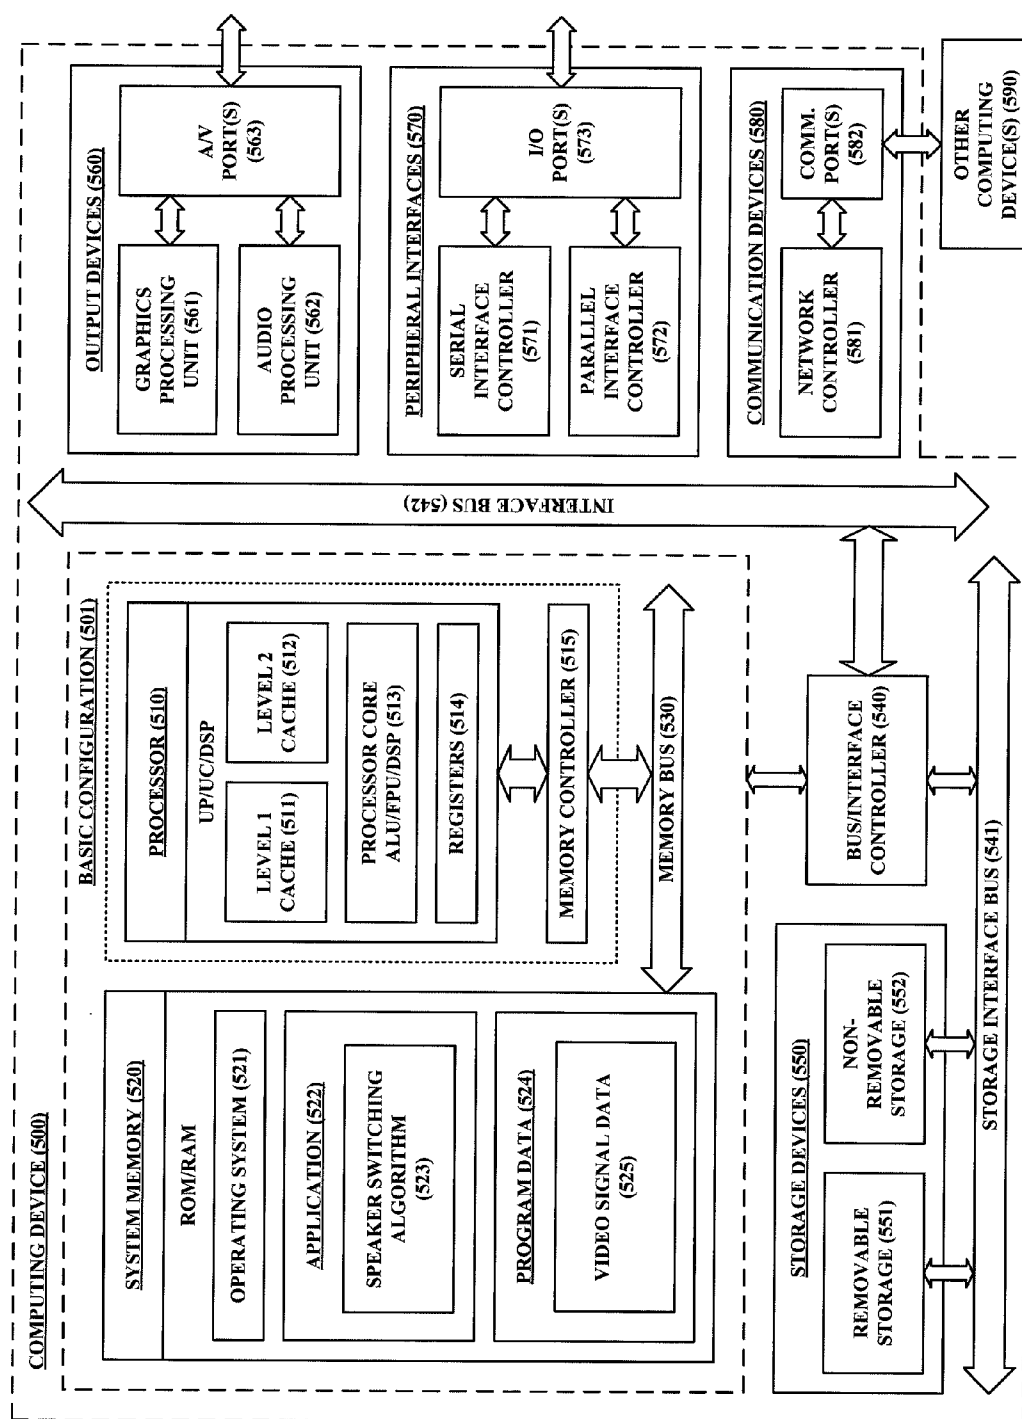 COMPUTING DEVICE (500)
BASIC CONFIGURATION (501)
SYSTEM MEMORY (520)
ROM/RAM
OPERATING SYSTEM (521)
APPLICATION (522)
SPEAKER SWITCHING
ALGORITHM
(523)
PROGRAM DATA (524)
VIDEO SIGNAL DATA
(525)
PROCESSOR (510)
UP/UC/DSP
LEVEL 1
CACHE (511)
LEVEL 2
CACHE (512)
PROCESSOR CORE
ALU/FPU/DSP (513)
REGISTERS (514)
MEMORY CONTROLLER (515)
MEMORY BUS (530)
STORAGE DEVICES (550)
REMOVABLE
STORAGE (551)
NON-
REMOVABLE
STORAGE (552)
BUS/INTERFACE
CONTROLLER (540)
STORAGE INTERFACE BUS (541)
INTERFACE BUS (542)
OUTPUT DEVICES (560)
GRAPHICS
PROCESSING
UNIT (561)
AUDIO
PROCESSING
UNIT (562)
A/V
PORT(S)
(563)
PERIPHERAL INTERFACES (570)
SERIAL
INTERFACE
CONTROLLER
(571)
PARALLEL
INTERFACE
CONTROLLER
(572)
I/O
PORT(S)
(573)
COMMUNICATION DEVICES (580)
NETWORK
CONTROLLER
(581)
COMM.
PORT(S)
(582)
OTHER
COMPUTING
DEVICE(S) (590)